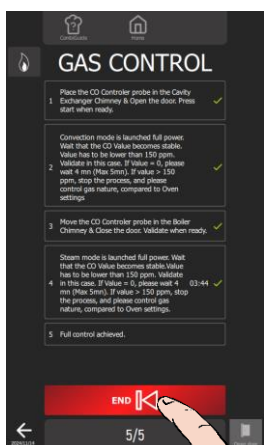 Home
GAS CONTROL
Place the CO Controler probe in the Cavity
1 Exchanger Chimney & Open the door. Press
start when ready.
Convection mode is launched full power.
Wait that the CO Value becomes stable.
Value has to be lower than 150 ppm.
Validate in this case. If Value = 0, please
2 wait 4 mn (Max 5mn). If value > 150
ppm, stop the process, and please
control gas nature, compared to Oven
settings
3 Move the CO Controler probe in the Boiler
Chimney & Close the door. Validate when ready.
Steam mode is launched full power. Wait
that the CO Value becomes stable.Value
has to be lower than 150 ppm. Validate
4 in this case. If Value = 0, please wait 4 03:44
mn (Max 5mn). If value > 150 ppm, stop
the process, and please control gas
nature, compared to Oven settings.
5 Full control achieved.
END
5/5
2024/11/14